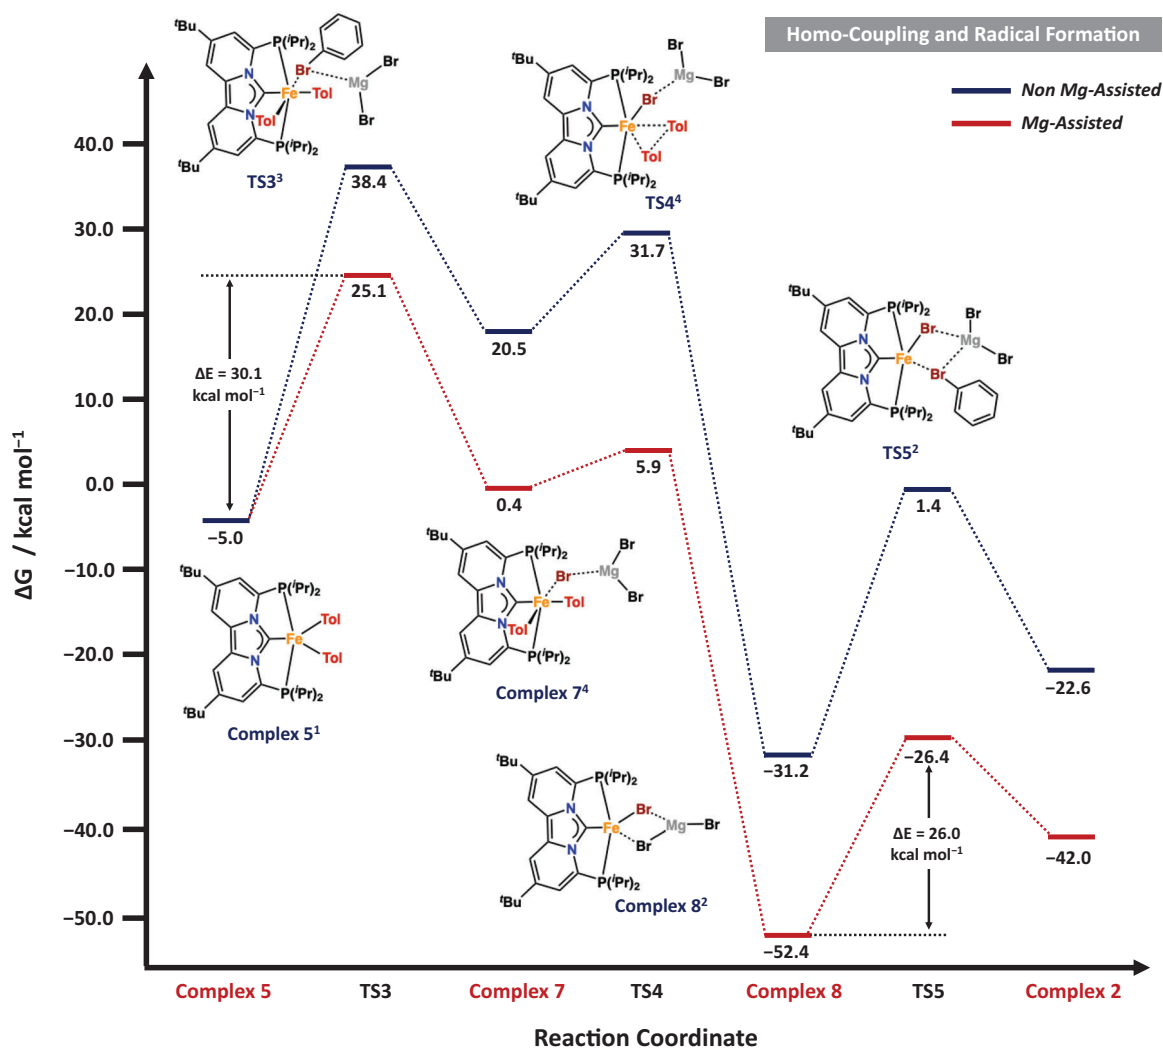 Homo-Coupling and Radical Formation
Non Mg-Assisted
Mg-Assisted
ΔG / kcal mol⁻¹
40.0
30.0
20.0
10.0
0.0
−10.0
−20.0
−30.0
−40.0
−50.0
ᵗBu
P(ⁱPr)₂
Br
N
Fe
Tol
Mg
Br
Tol
N
Br
P(ⁱPr)₂
ᵗBu
TS3³
38.4
25.1
ΔE = 30.1
kcal mol⁻¹
−5.0
Br
ᵗBu
P(ⁱPr)₂
Mg
Br
Br
N
Fe
Tol
N
Tol
P(ⁱPr)₂
ᵗBu
TS4⁴
31.7
20.5
0.4
5.9
ᵗBu
P(ⁱPr)₂
Br
Br
Mg
Br
N
Fe
N
Br
P(ⁱPr)₂
ᵗBu
TS5²
1.4
ᵗBu
P(ⁱPr)₂
Tol
N
Fe
N
Tol
P(ⁱPr)₂
ᵗBu
Complex 5¹
ᵗBu
P(ⁱPr)₂
Br
Br
Mg
Br
N
Fe
Tol
Tol
N
P(ⁱPr)₂
ᵗBu
Complex 7⁴
ᵗBu
P(ⁱPr)₂
Br
N
Fe
Mg
Br
Br
N
P(ⁱPr)₂
ᵗBu
Complex 8²
−31.2
−22.6
−26.4
ΔE = 26.0
kcal mol⁻¹
−42.0
−52.4
Complex 5
TS3
Complex 7
TS4
Complex 8
TS5
Complex 2
Reaction Coordinate